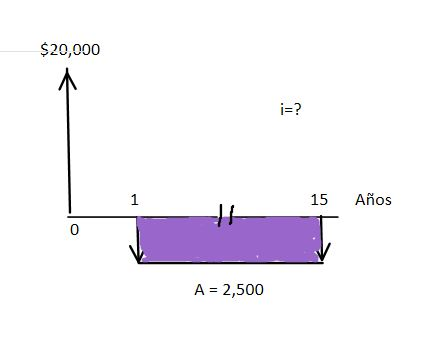 $20,000
i=?
1
15
Años
0
A = 2,500